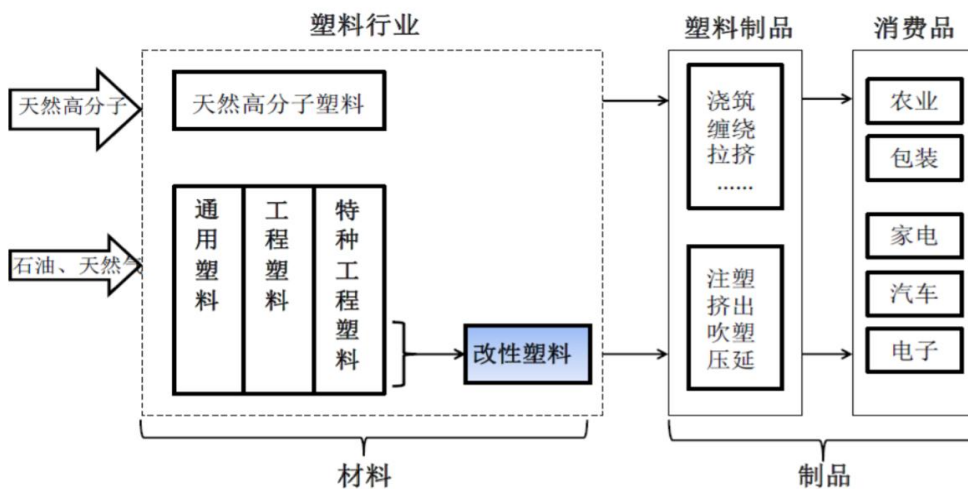 塑料行业
塑料制品
消费品
天然高分子
天然高分子塑料
石油、天然气
通用塑料
工程塑料
特种工程塑料
改性塑料
浇筑
缠绕
拉挤
......
注塑
挤出
吹塑
压延
农业
包装
家电
汽车
电子
材料
制品